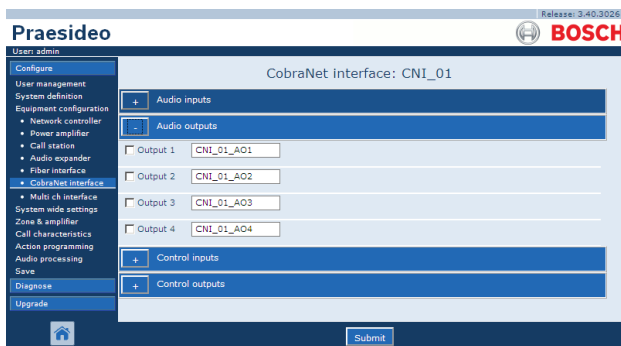 Release: 3.40.3026
Praesideo
BOSCH
User: admin
Configure
User management
System definition
Equipment configuration
• Network controller
• Power amplifier
• Call station
• Audio expander
• Fiber interface
• CobraNet interface
• Multi ch interface
System wide settings
Zone & amplifier
Call characteristics
Action programming
Audio processing
Save
Diagnose
Upgrade
CobraNet interface: CNI_01
+ Audio inputs
- Audio outputs
Output 1 CNI_01_AO1
Output 2 CNI_01_AO2
Output 3 CNI_01_AO3
Output 4 CNI_01_AO4
+ Control inputs
+ Control outputs
Submit